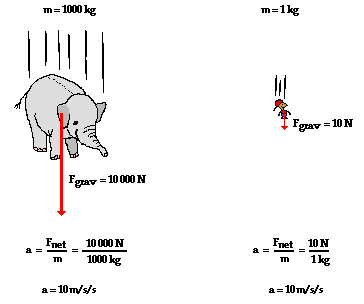 m = 1000 kg
m = 1 kg
Fgrav = 10 000 N
Fgrav = 10 N
a = Fnet / m = 10 000 N / 1000 kg
a = Fnet / m = 10 N / 1 kg
a = 10 m/s/s
a = 10 m/s/s